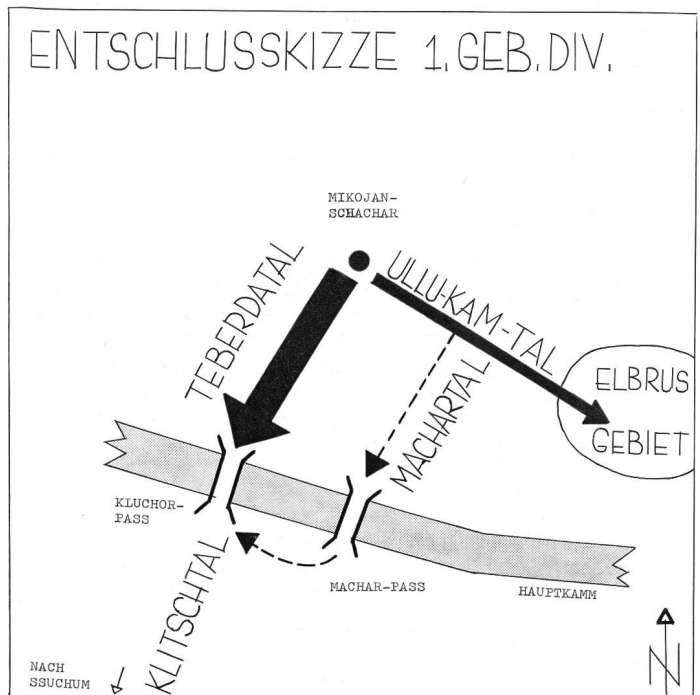 ENTSCHLUSSKIZZE 1.GEB.DIV.
MIKOJAN-
SCHACHAR
TEBERDATAL
ULLU-KAM-TAL
MACHARTAL
ELBRUS
GEBIET
KLUCHOR-
PASS
KLITSCHTAL
MACHAR-PASS
HAUPTKAMM
NACH
SSUCHUM
N